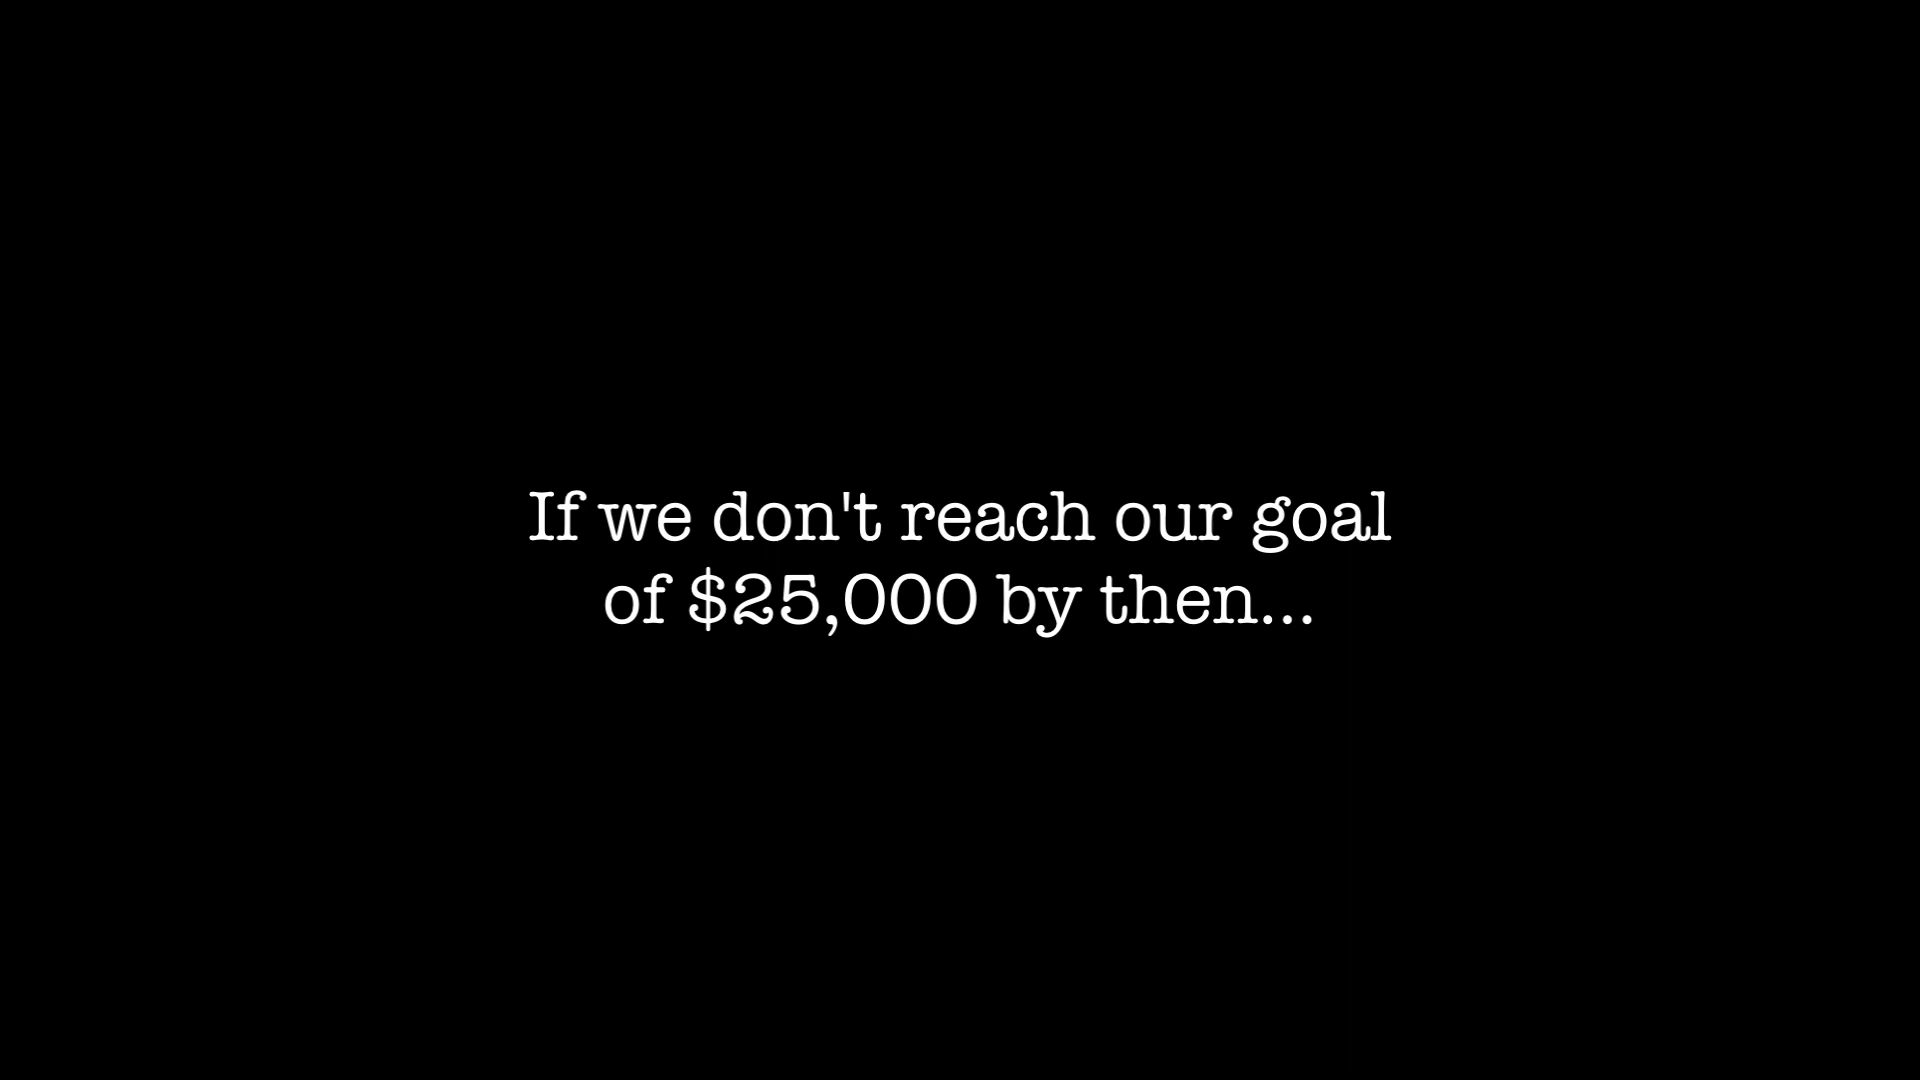 If we don't reach our goal
of $25,000 by then...